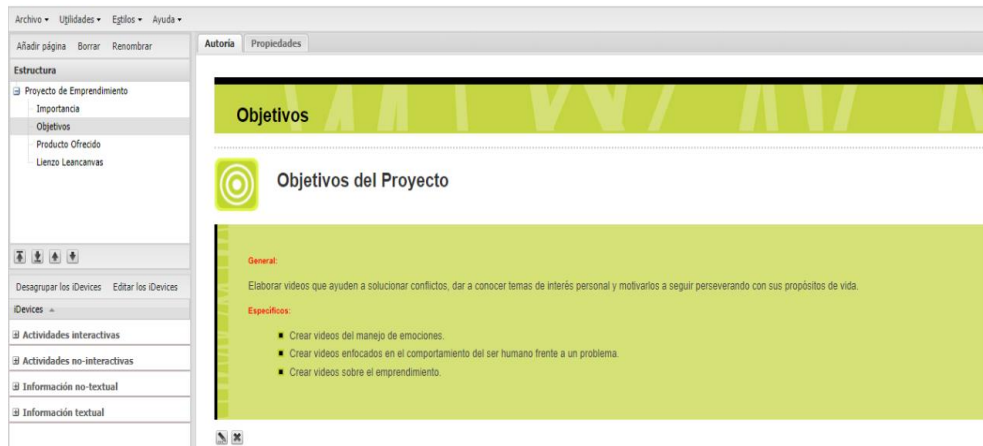 Archivo Utilidades Estilos Ayuda
Añadir página Borrar Renombrar
Estructura
Proyecto de Emprendimiento
Importancia
Objetivos
Producto Ofrecido
Lienzo Leancanvas
Desagrupar los iDevices Editar los iDevices
iDevices
Actividades interactivas
Actividades no-interactivas
Información no-textual
Información textual
Autoría Propiedades
Objetivos
Objetivos del Proyecto
General:
Elaborar videos que ayuden a solucionar conflictos, dar a conocer temas de interés personal y motivarlos a seguir perseverando con sus propósitos de vida.
Específicos:
Crear videos del manejo de emociones.
Crear videos enfocados en el comportamiento del ser humano frente a un problema.
Crear videos sobre el emprendimiento.